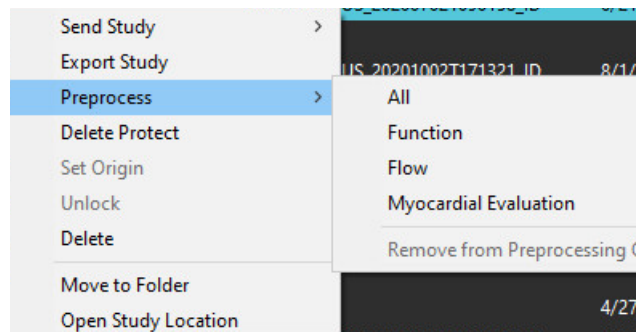 Send Study
Export Study
US_20201002T171321_ID 8/1/
Preprocess
All
Delete Protect
Function
Set Origin
Flow
Unlock
Myocardial Evaluation
Delete
Remove from Preprocessing
Move to Folder
4/27
Open Study Location